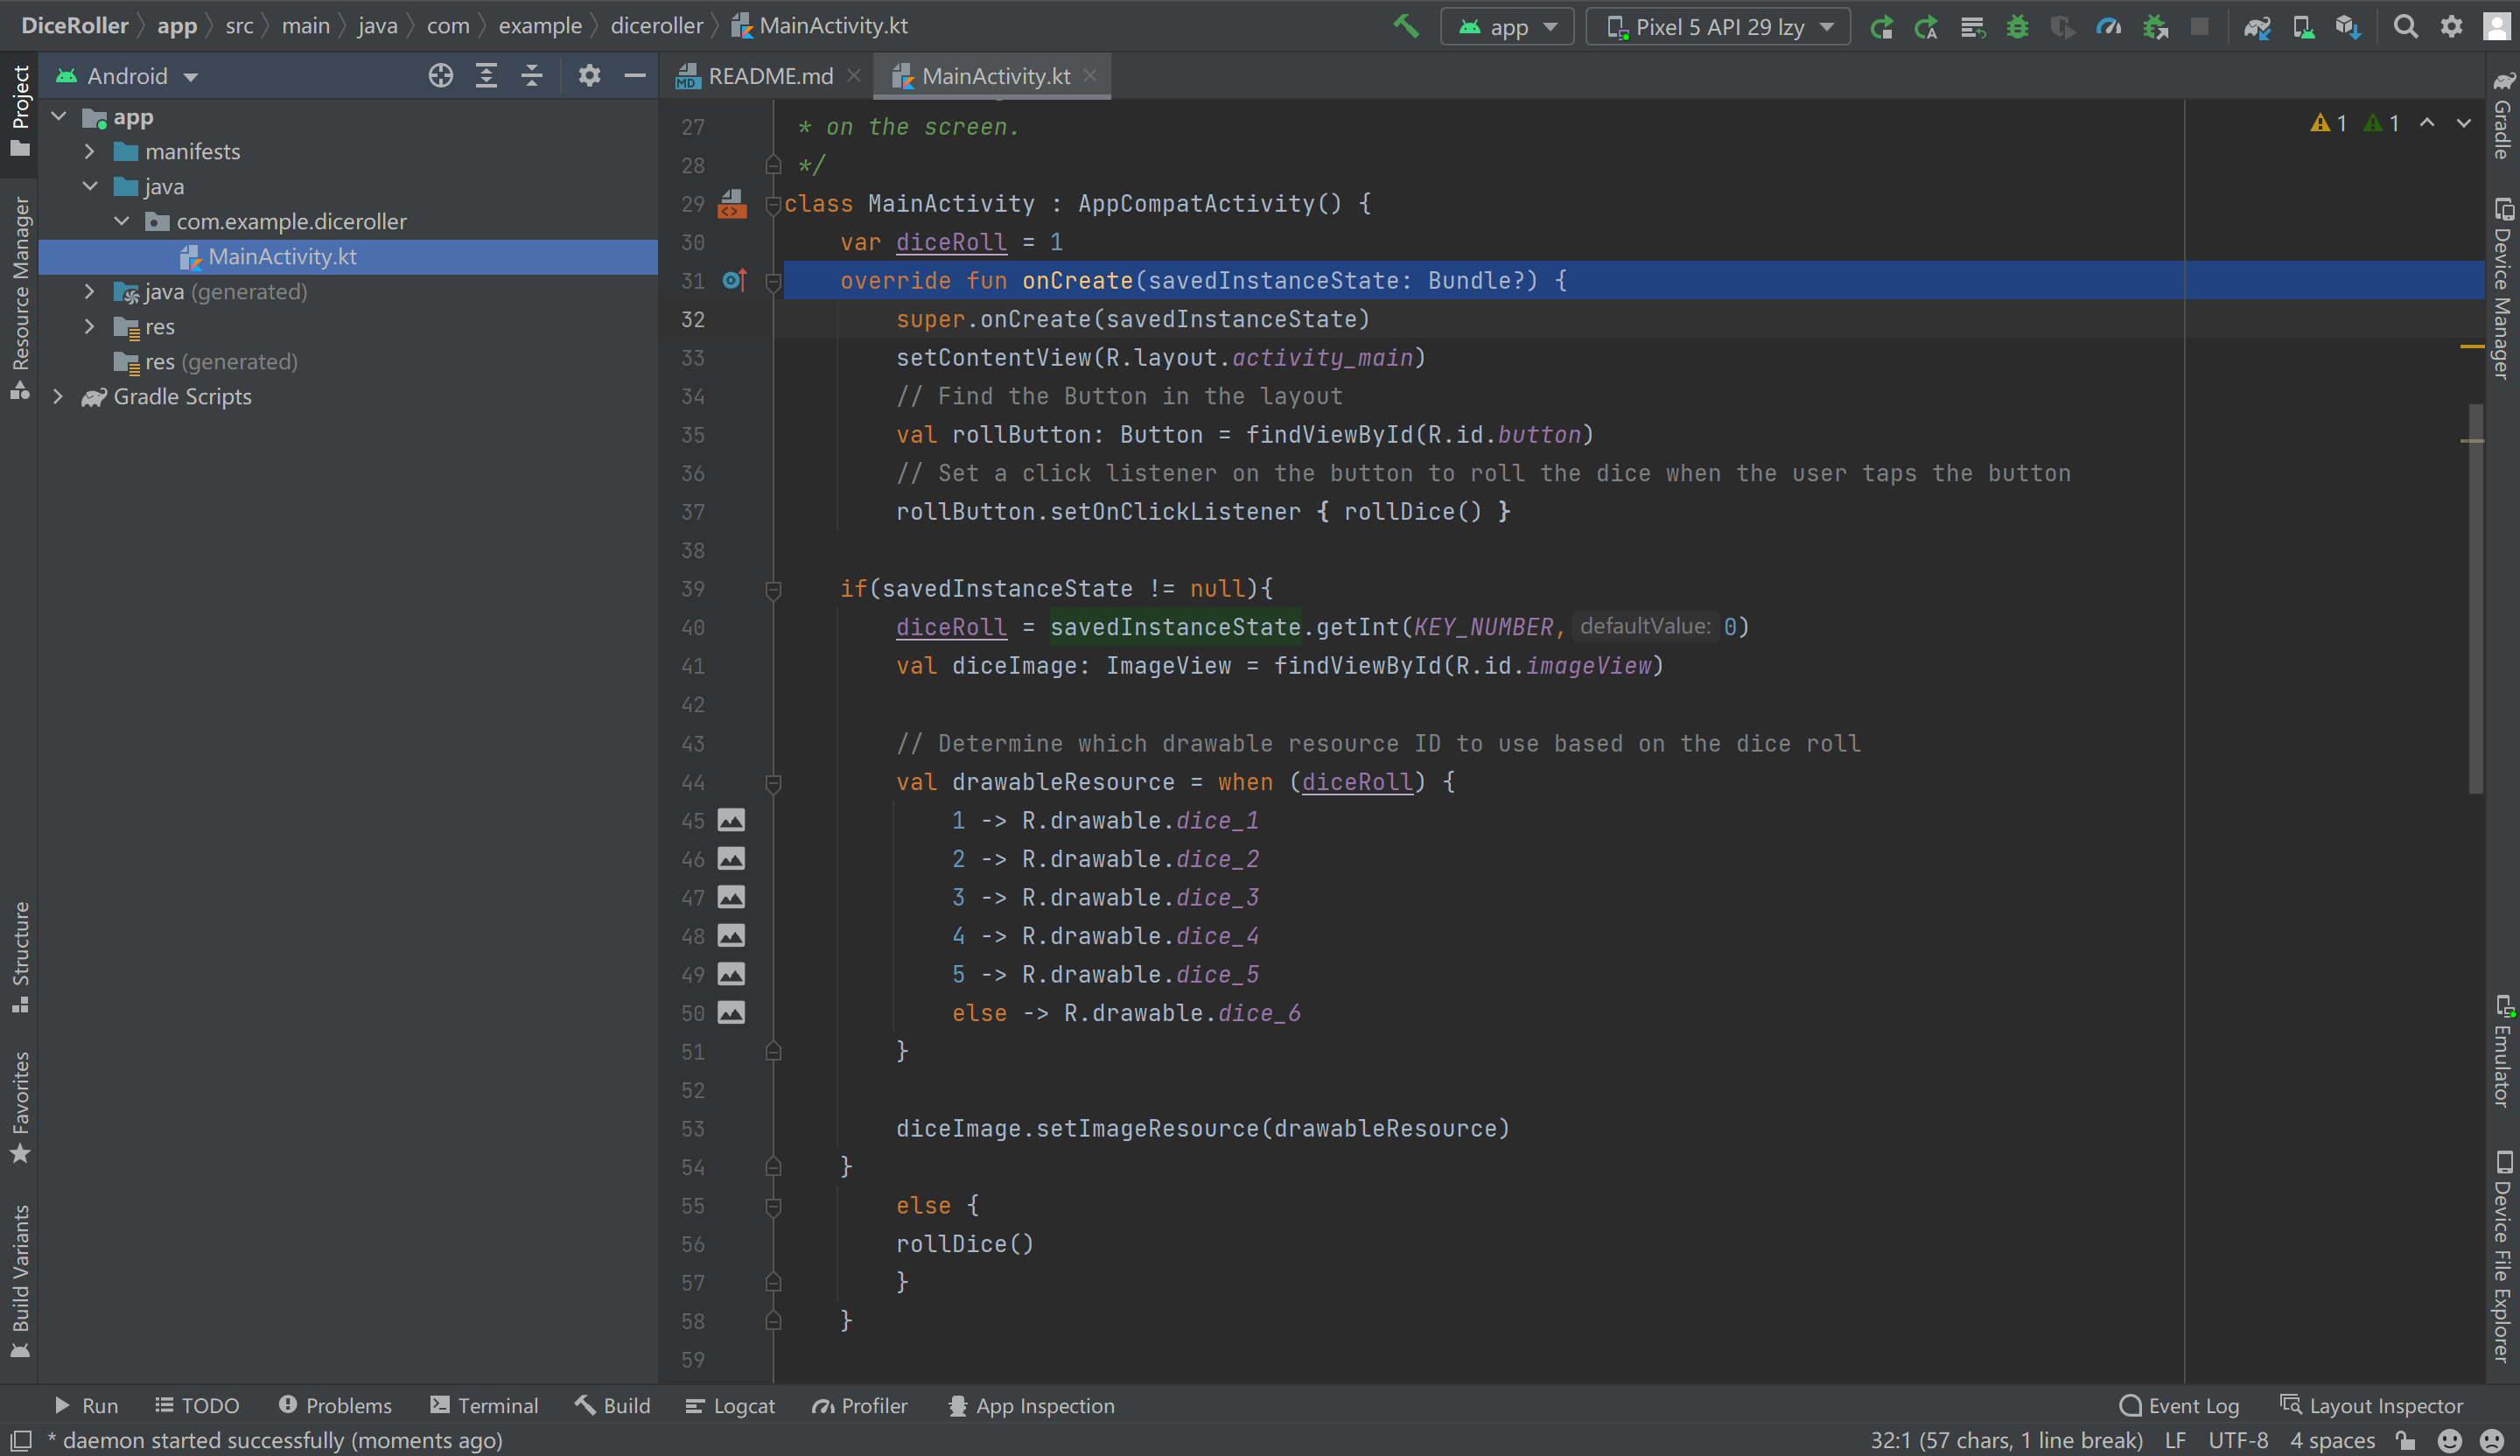 DiceRoller app src main java com example diceroller MainActivity.kt
app Pixel 5 API 29 lzy
Project
Android
README.md
MainActivity.kt
app
manifests
java
com.example.diceroller
MainActivity.kt
java (generated)
res
res (generated)
Gradle Scripts
Resource Manager
Structure
Favorites
Build Variants
1 1
27 * on the screen.
28 */
29 class MainActivity : AppCompatActivity() {
30 var diceRoll = 1
31 override fun onCreate(savedInstanceState: Bundle?) {
32 super.onCreate(savedInstanceState)
33 setContentView(R.layout.activity_main)
34 // Find the Button in the layout
35 val rollButton: Button = findViewById(R.id.button)
36 // Set a click listener on the button to roll the dice when the user taps the button
37 rollButton.setOnClickListener { rollDice() }
38
39 if(savedInstanceState != null){
40 diceRoll = savedInstanceState.getInt(KEY_NUMBER, defaultValue: 0)
41 val diceImage: ImageView = findViewById(R.id.imageView)
42
43 // Determine which drawable resource ID to use based on the dice roll
44 val drawableResource = when (diceRoll) {
45 1 -> R.drawable.dice_1
46 2 -> R.drawable.dice_2
47 3 -> R.drawable.dice_3
48 4 -> R.drawable.dice_4
49 5 -> R.drawable.dice_5
50 else -> R.drawable.dice_6
51 }
52
53 diceImage.setImageResource(drawableResource)
54 }
55 else {
56 rollDice()
57 }
58 }
59
Gradle
Device Manager
Emulator
Device File Explorer
Run TODO Problems Terminal Build Logcat Profiler App Inspection Event Log Layout Inspector
* daemon started successfully (moments ago) 32:1 (57 chars, 1 line break) LF UTF-8 4 spaces